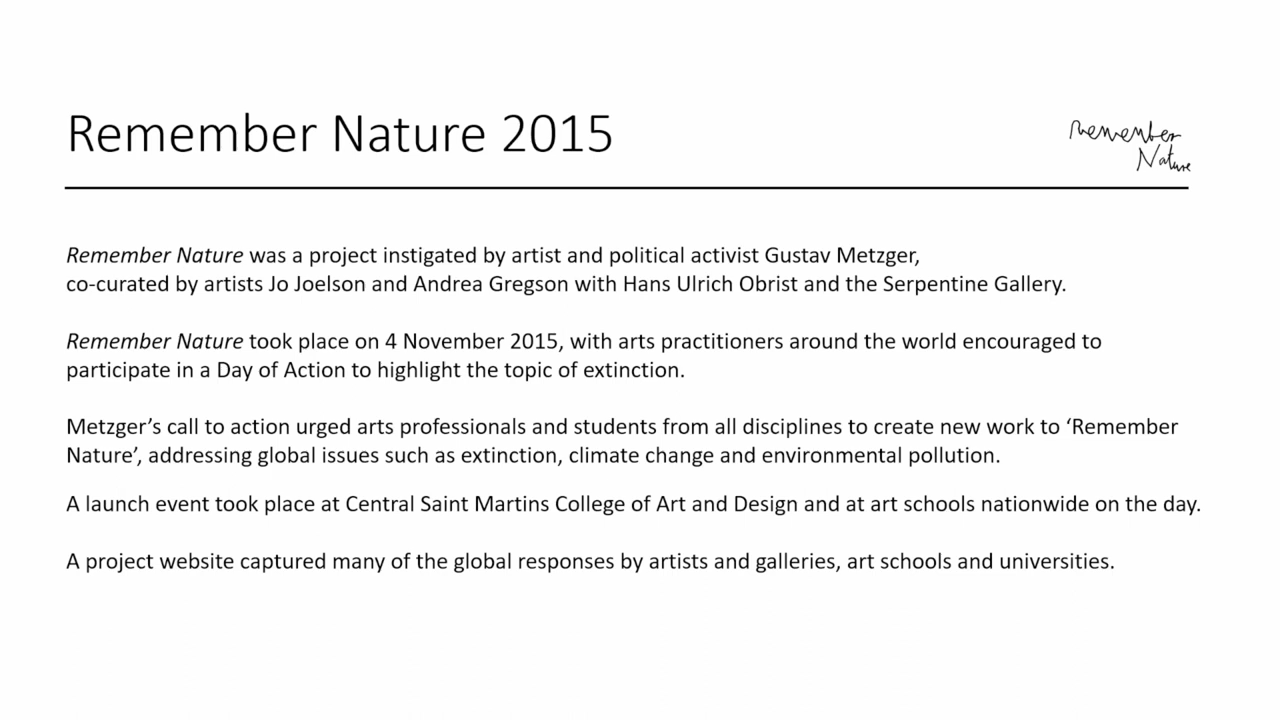 Remember Nature 2015
Remember
Nature
Remember Nature was a project instigated by artist and political activist Gustav Metzger,
co-curated by artists Jo Joelson and Andrea Gregson with Hans Ulrich Obrist and the Serpentine Gallery.
Remember Nature took place on 4 November 2015, with arts practitioners around the world encouraged to
participate in a Day of Action to highlight the topic of extinction.
Metzger’s call to action urged arts professionals and students from all disciplines to create new work to ‘Remember
Nature’, addressing global issues such as extinction, climate change and environmental pollution.
A launch event took place at Central Saint Martins College of Art and Design and at art schools nationwide on the day.
A project website captured many of the global responses by artists and galleries, art schools and universities.